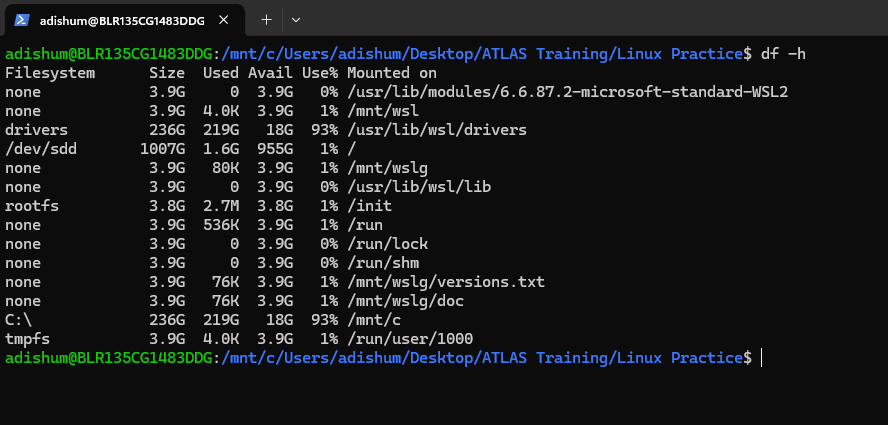 adishum@BLR135CG1483DDG
adishum@BLR135CG1483DDG:/mnt/c/Users/adishum/Desktop/ATLAS Training/Linux Practice$ df -h
Filesystem      Size  Used Avail Use% Mounted on
none            3.9G     0  3.9G   0% /usr/lib/modules/6.6.87.2-microsoft-standard-WSL2
none            3.9G  4.0K  3.9G   1% /mnt/wsl
drivers         236G  219G   18G  93% /usr/lib/wsl/drivers
/dev/sdd       1007G  1.6G  955G   1% /
none            3.9G   80K  3.9G   1% /mnt/wslg
none            3.9G     0  3.9G   0% /usr/lib/wsl/lib
rootfs          3.8G  2.7M  3.8G   1% /init
none            3.9G  536K  3.9G   1% /run
none            3.9G     0  3.9G   0% /run/lock
none            3.9G     0  3.9G   0% /run/shm
none            3.9G   76K  3.9G   1% /mnt/wslg/versions.txt
none            3.9G   76K  3.9G   1% /mnt/wslg/doc
C:\             236G  219G   18G  93% /mnt/c
tmpfs           3.9G  4.0K  3.9G   1% /run/user/1000
adishum@BLR135CG1483DDG:/mnt/c/Users/adishum/Desktop/ATLAS Training/Linux Practice$